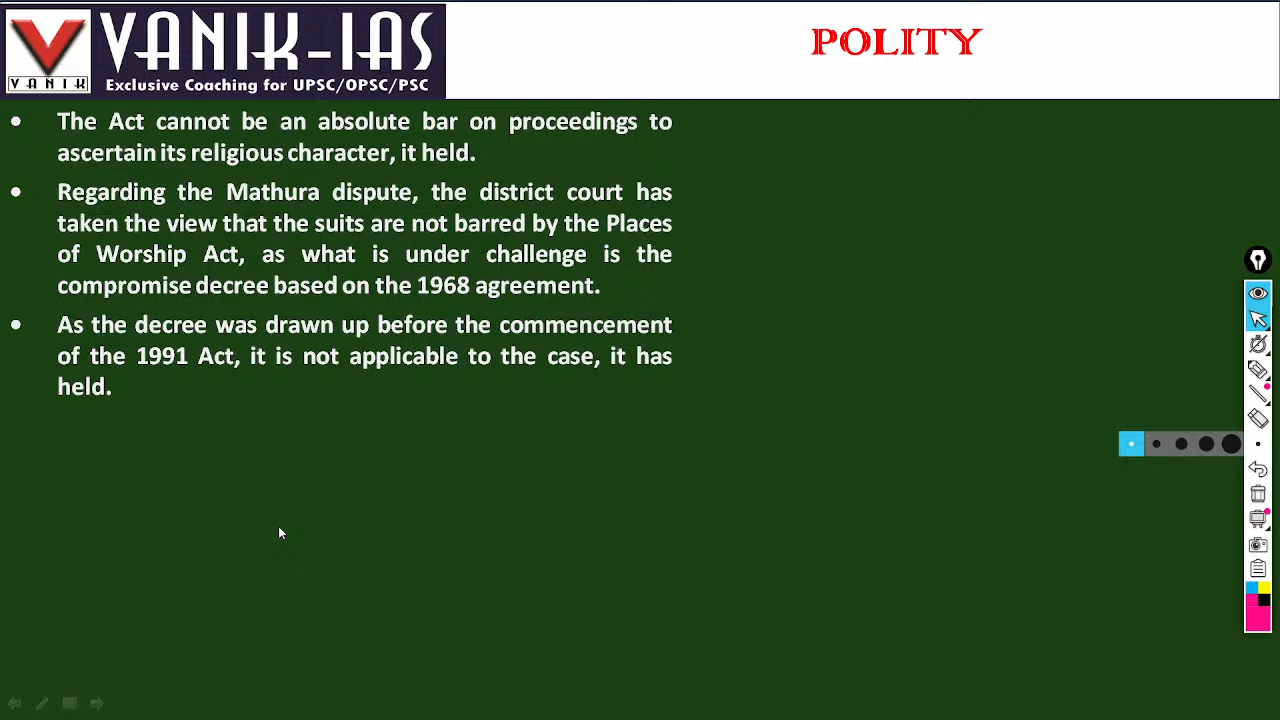 VANIK-IAS
VANIK
Exclusive Coaching for UPSC/OPSC/PSC
POLITY
• The Act cannot be an absolute bar on proceedings to
ascertain its religious character, it held.
• Regarding the Mathura dispute, the district court has
taken the view that the suits are not barred by the Places
of Worship Act, as what is under challenge is the
compromise decree based on the 1968 agreement.
• As the decree was drawn up before the commencement
of the 1991 Act, it is not applicable to the case, it has
held.